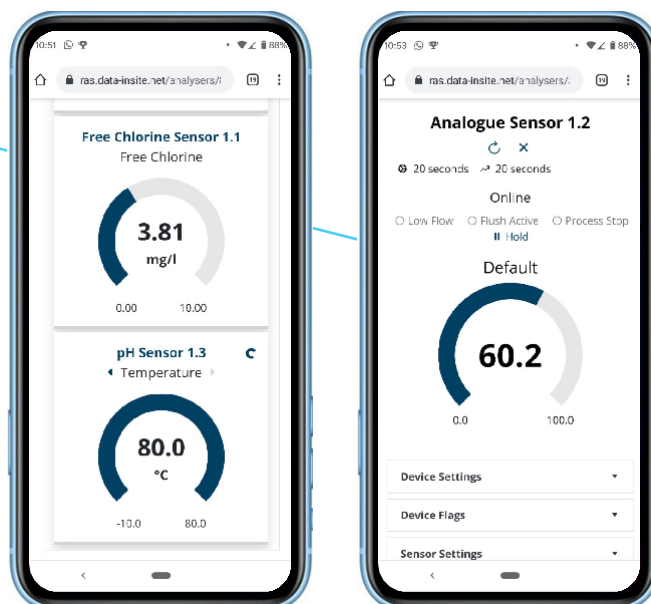 10:51 88%
ras.data-insite.net/analysers/ 19
Free Chlorine Sensor 1.1
Free Chlorine
3.81
mg/l
0.00 10.00
pH Sensor 1.3
Temperature
80.0
°C
-10.0 80.0
10:53 88%
ras.data-insite.net/analysers/ 19
Analogue Sensor 1.2
20 seconds 20 seconds
Online
Low Flow Flush Active Process Stop
Hold
Default
60.2
0.0 100.0
Device Settings
Device Flags
Sensor Settings